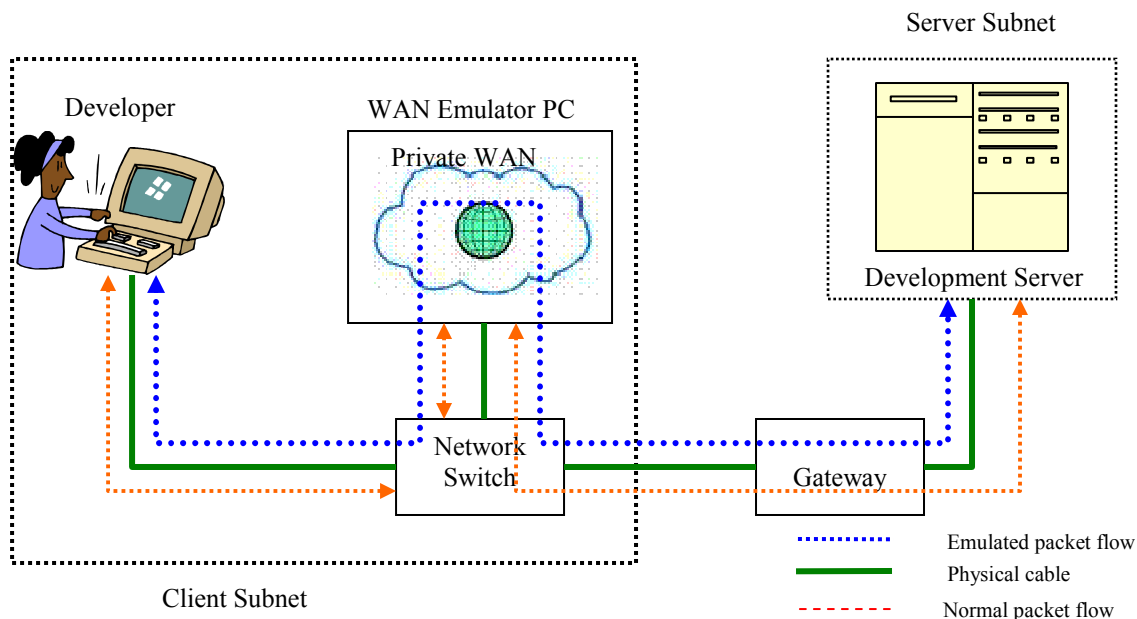 Server Subnet
Developer
WAN Emulator PC
Private WAN
Development Server
Network
Switch
Gateway
Emulated packet flow
Physical cable
Normal packet flow
Client Subnet